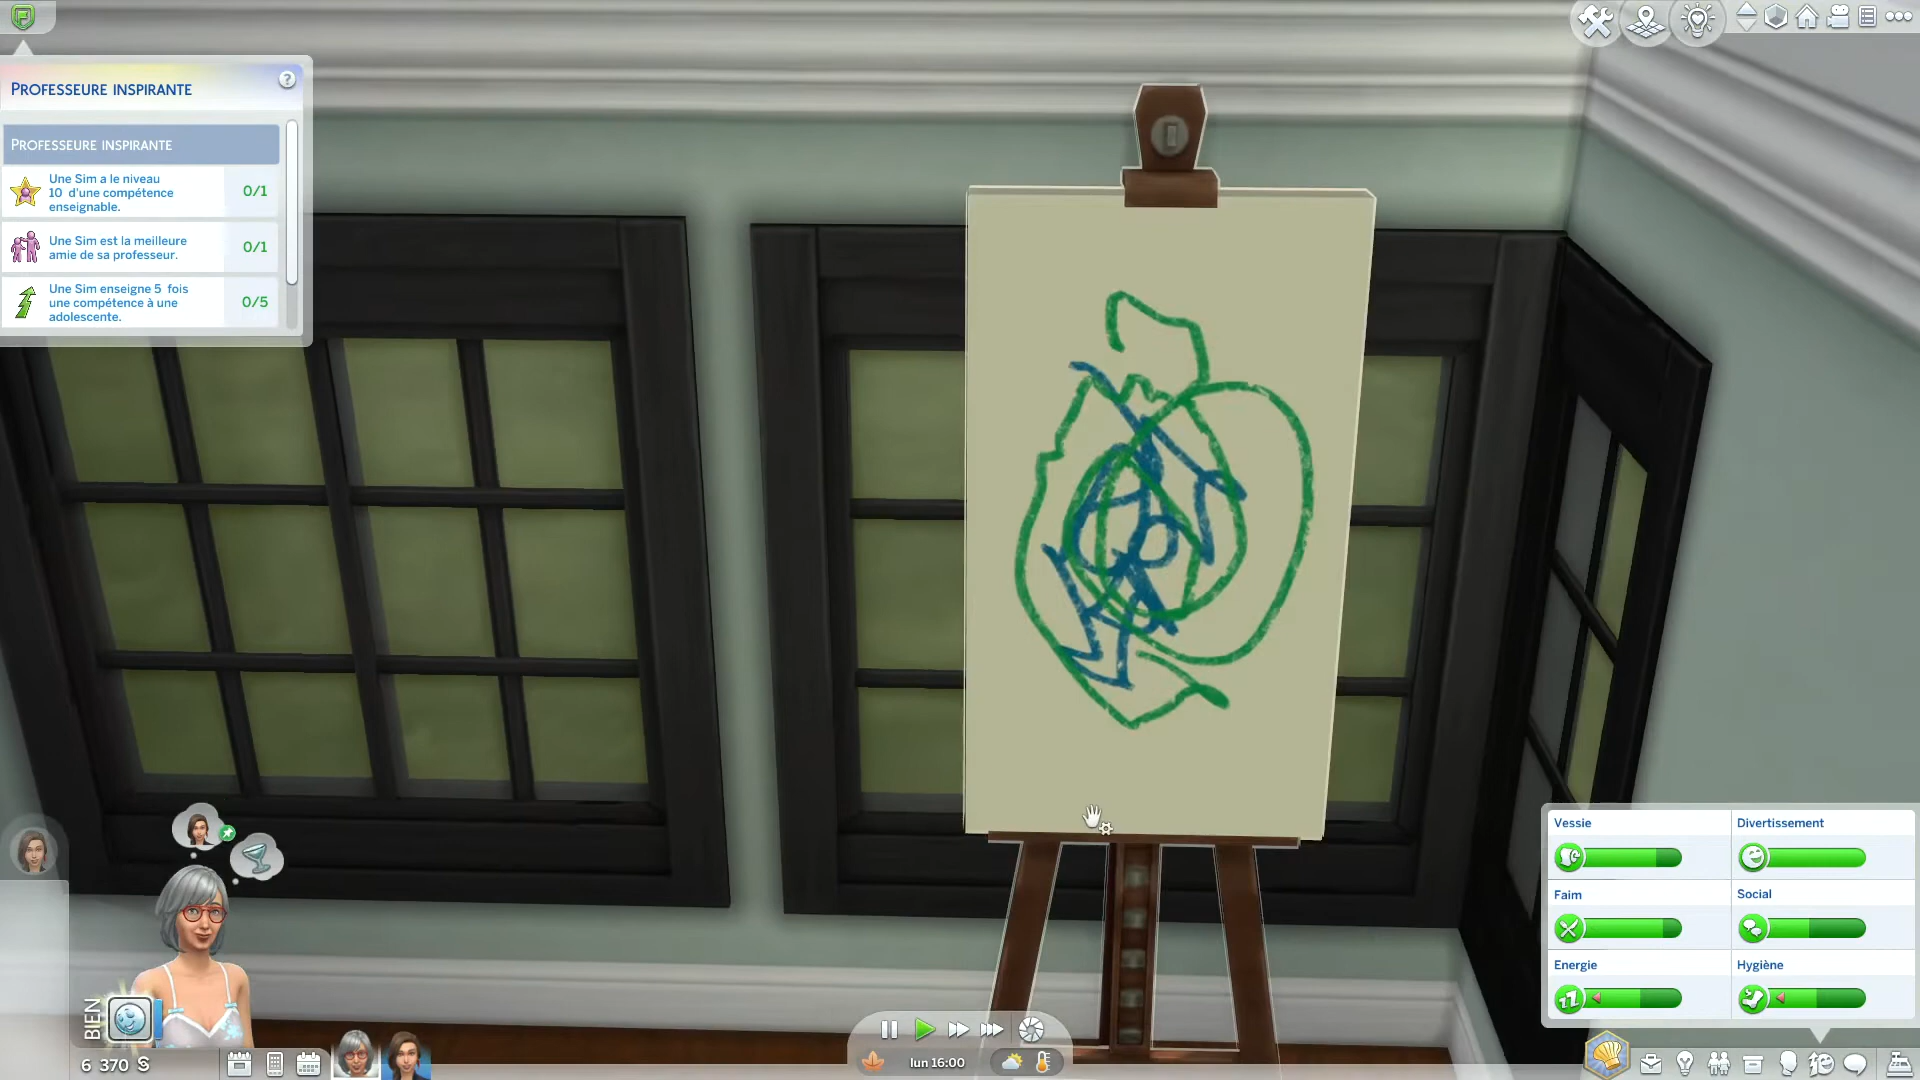 PROFESSEURE INSPIRANTE
?
PROFESSEURE INSPIRANTE
Une Sim a le niveau
10 d'une compétence
enseignable.
0/1
Une Sim est la meilleure
amie de sa professeur.
0/1
Une Sim enseigne 5 fois
une compétence à une
adolescente.
0/5
Vessie
Divertissement
Faim
Social
Energie
Hygiène
BIEN
6 370 S
lun 16:00